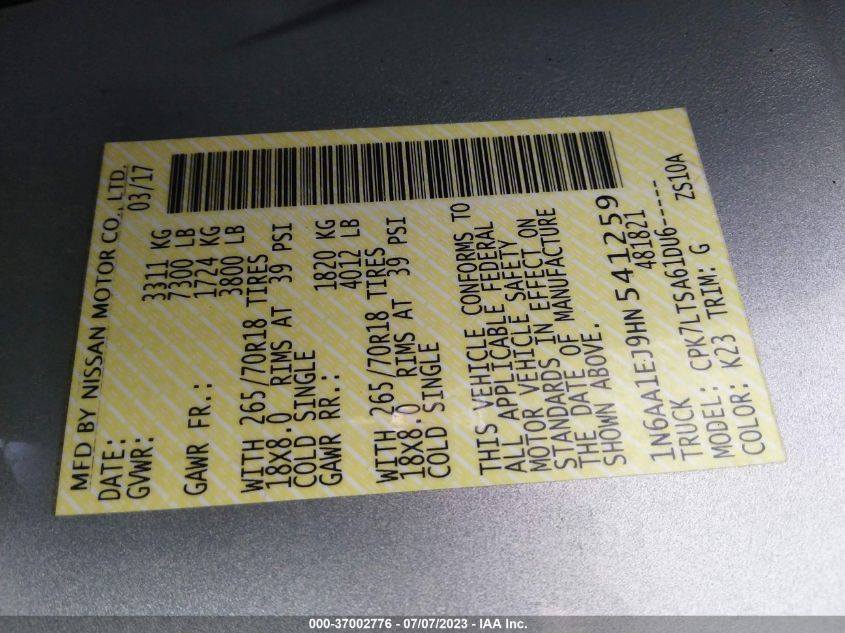 MFD BY NISSAN MOTOR CO., LTD.
DATE: 03/17
GVWR: 3311 KG
7300 LB
GAWR FR.: 1724 KG
3800 LB
WITH 265/70R18 TIRES
18X8.0 RIMS AT 39 PSI
COLD SINGLE
GAWR RR.: 1820 KG
4012 LB
WITH 265/70R18 TIRES
18X8.0 RIMS AT 39 PSI
COLD SINGLE
THIS VEHICLE CONFORMS TO
ALL APPLICABLE FEDERAL
MOTOR VEHICLE SAFETY
STANDARDS IN EFFECT ON
THE DATE OF MANUFACTURE
SHOWN ABOVE.
1N6AA1EJ9HN541259
TRUCK 481821
MODEL: CPK7LTSA61DU6-----
COLOR: K23 TRIM: G ZS10A
000-37002776 - 07/07/2023 - IAA Inc.